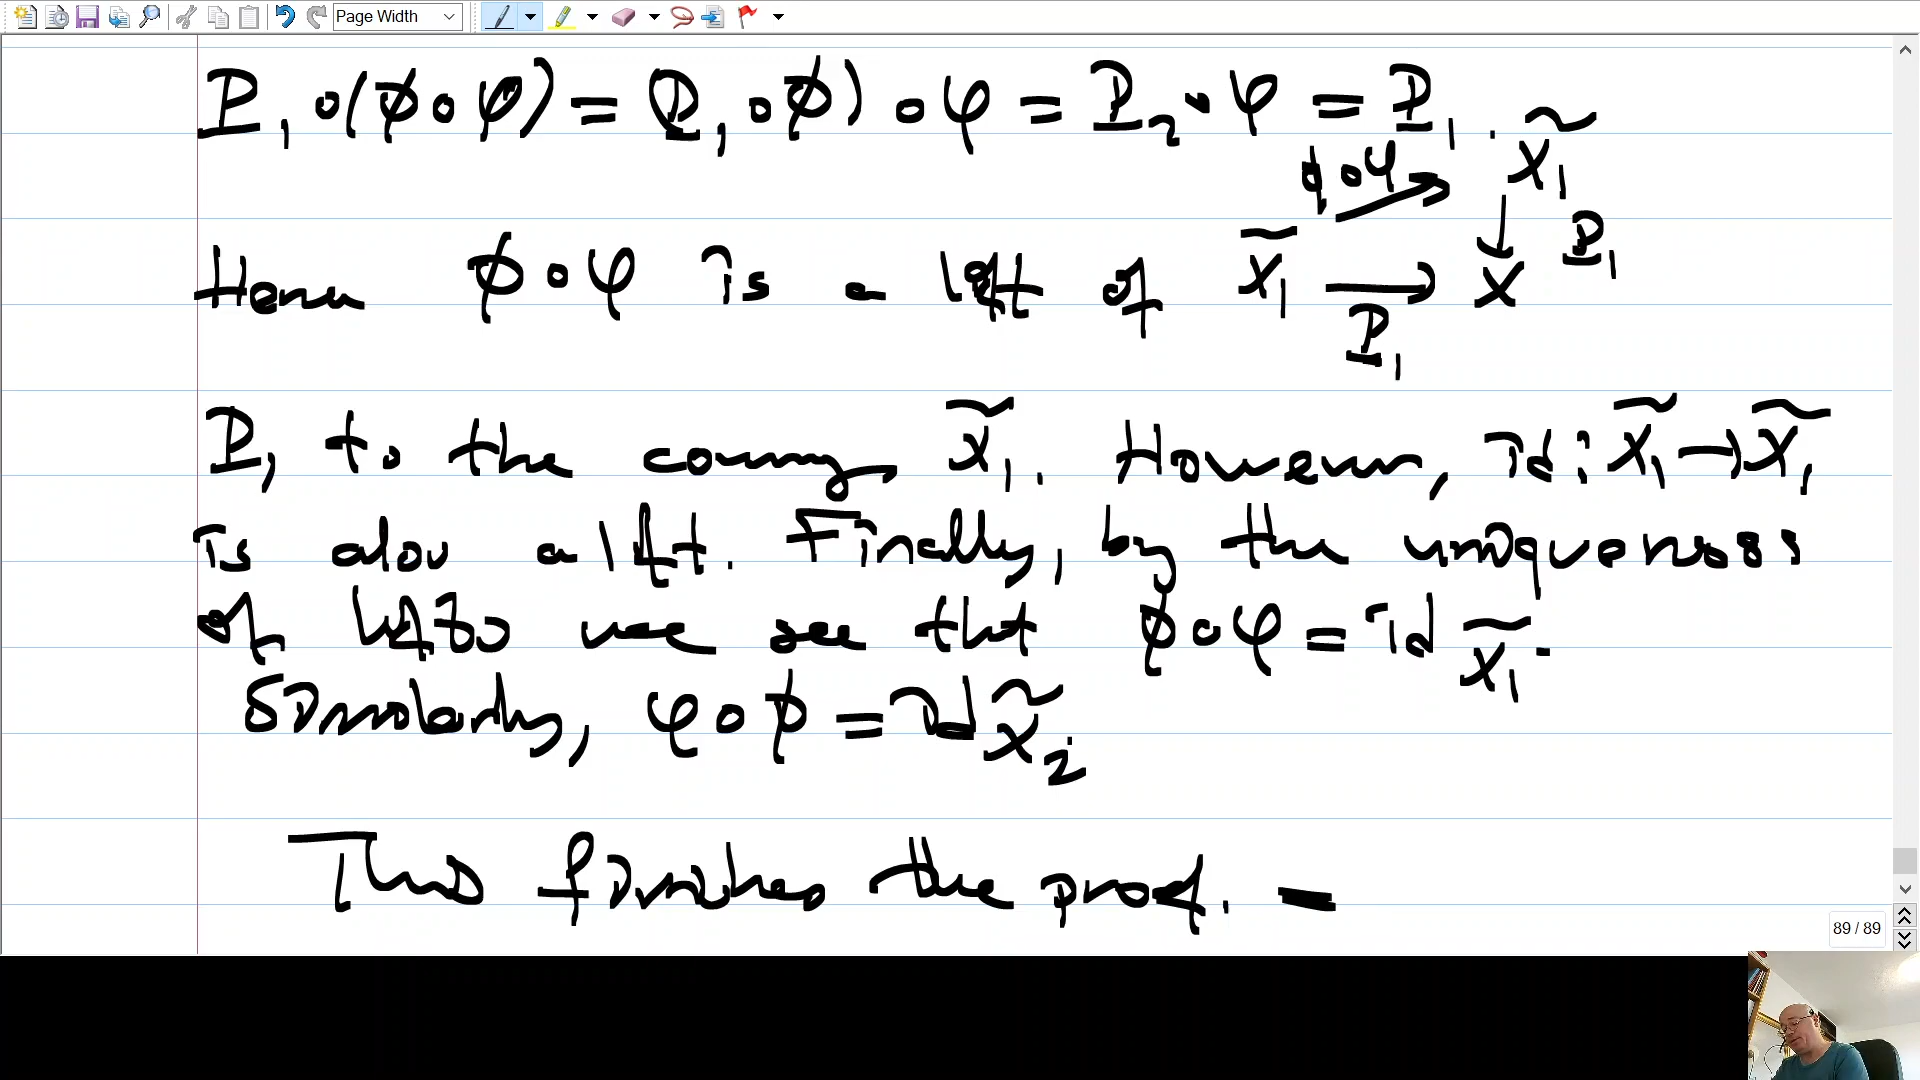 Page Width
P₁∘(ϕ∘φ) = (P₁∘ϕ)∘φ = P₂∘φ = P₁.
ϕ∘φ X̃₁
↓ P₁
Hence ϕ∘φ is a lift of X̃₁ → X
P₁
P₁ to the covering X̃₁. However, id: X̃₁ → X̃₁
is also a lift. Finally, by the uniqueness
of lifts we see that ϕ∘φ = id X̃₁.
Similarly, φ∘ϕ = id X̃₂
This finishes the proof. –
89 / 89